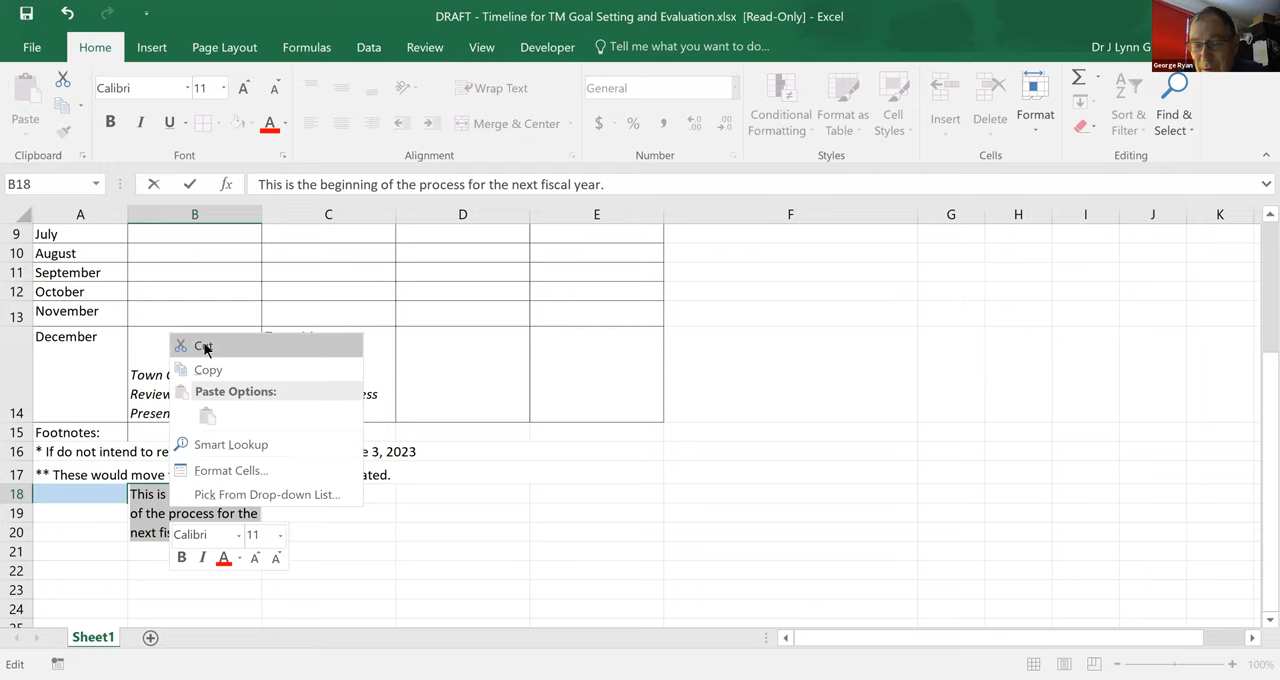 DRAFT - Timeline for TM Goal Setting and Evaluation.xlsx [Read-Only] - Excel
File Home Insert Page Layout Formulas Data Review View Developer Tell me what you want to do... Dr J Lynn G
George Ryan
Paste
Calibri 11
Wrap Text
General
B I U A
Merge & Center
$ % ,
Conditional Formatting
Format as Table
Cell Styles
Insert Delete Format
Sort & Filter
Find & Select
Clipboard Font Alignment Number Styles Cells Editing
B18 fx This is the beginning of the process for the next fiscal year.
A B C D E F G H I J K
9 July
10 August
11 September
12 October
13 November
14 December
Town
Review
Presen
ess
15 Footnotes:
16 * If do not intend to re e 3, 2023
17 ** These would move ated.
18 This is
19 of the process for the
20 next fis
21
22
23
24
Cut
Copy
Paste Options:
Smart Lookup
Format Cells...
Pick From Drop-down List...
Calibri 11
B I A A A
Sheet1
Edit 100%